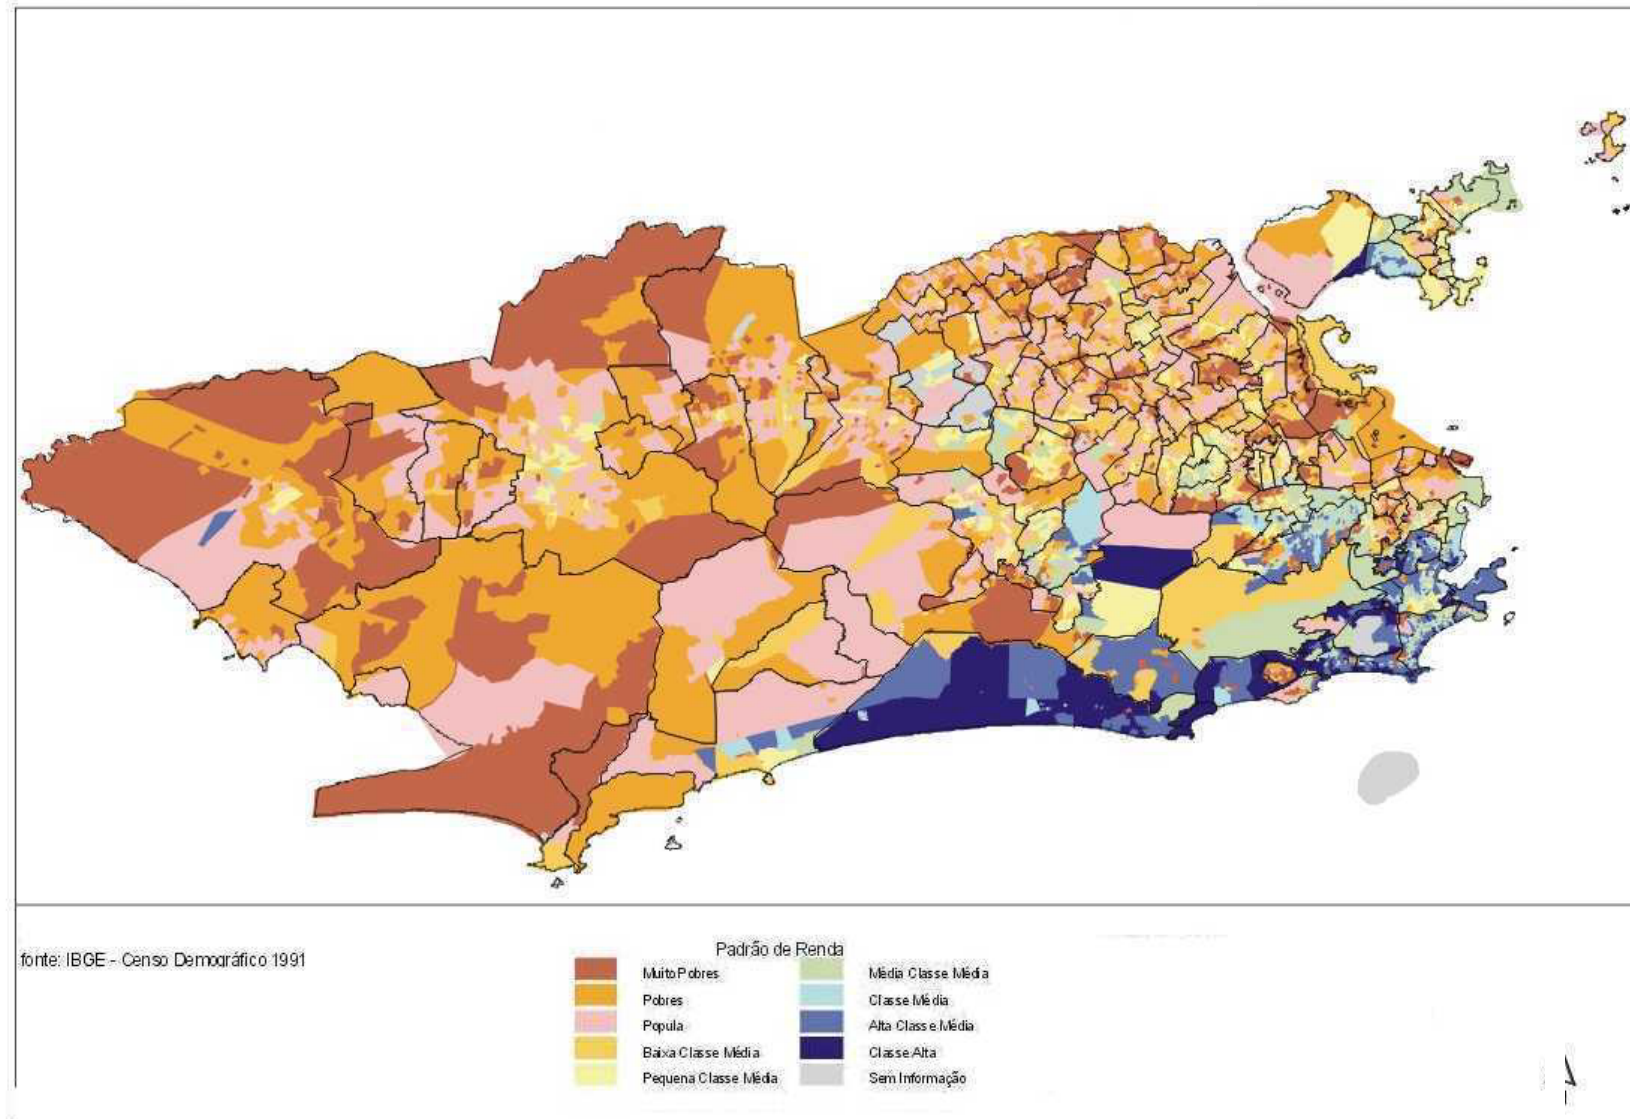 fonte: IBGE - Censo Demográfico 1991
Padrão de Renda
Muito Pobres
Pobres
Popula
Baixa Classe Média
Pequena Classe Média
Média Classe Média
Classe Média
Alta Classe Média
Classe Alta
Sem Informação